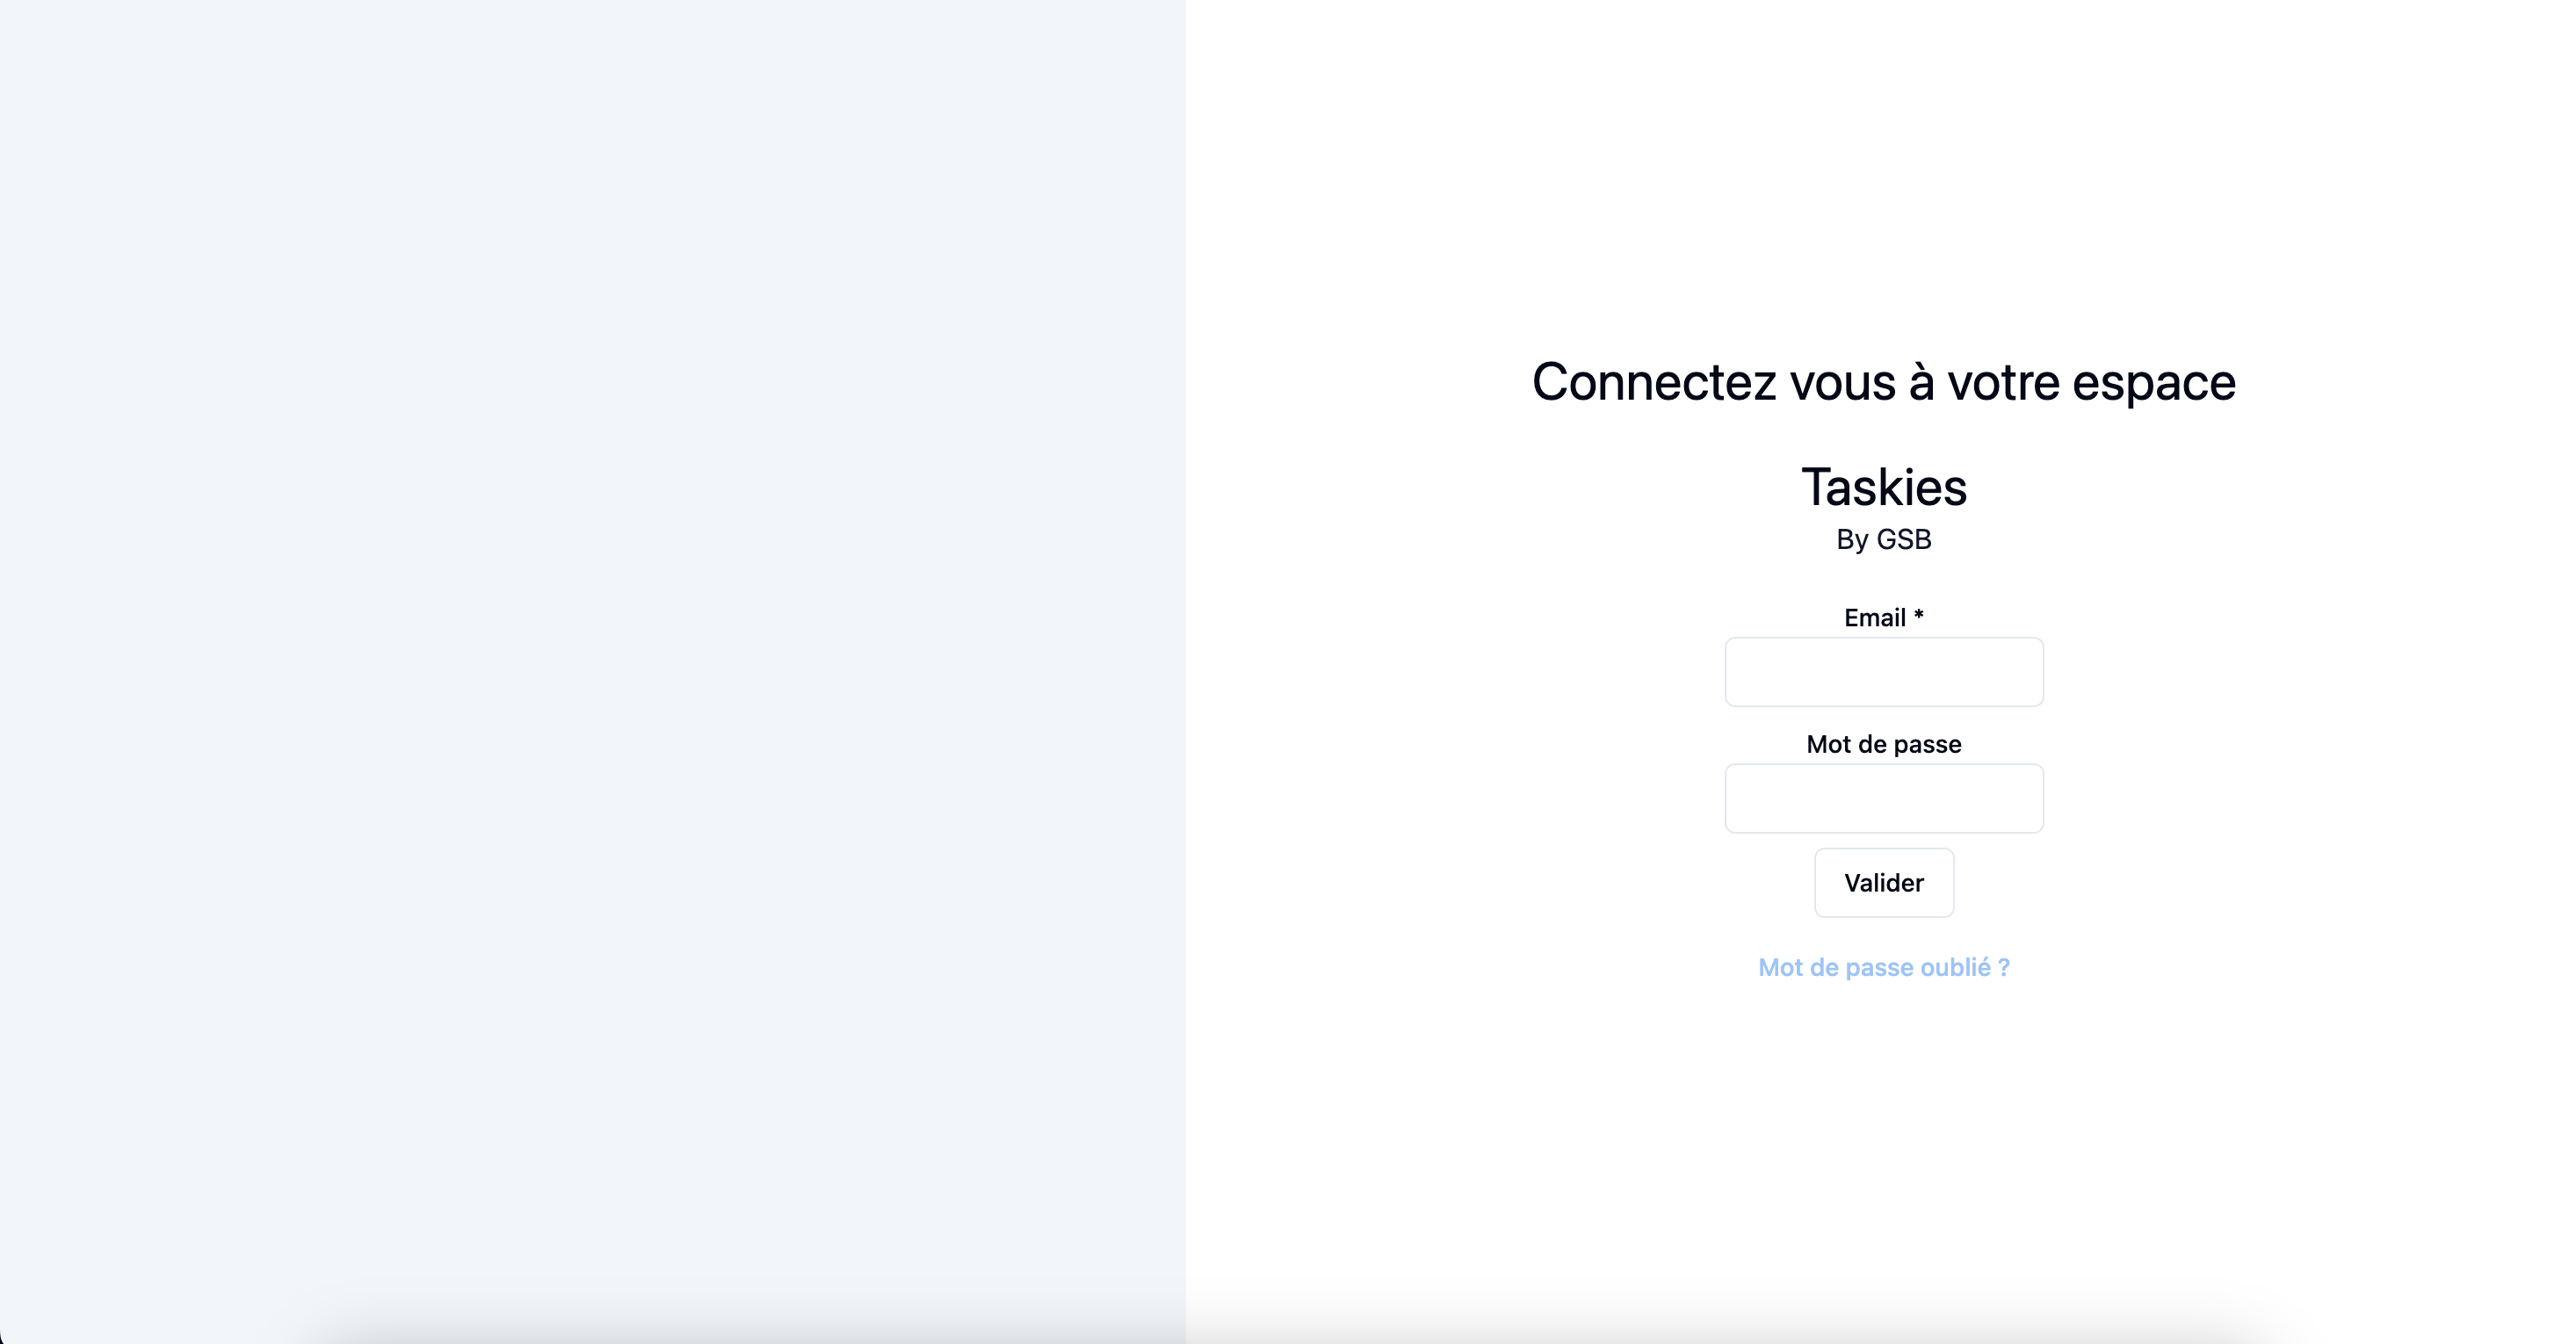 Connectez vous à votre espace
Taskies
By GSB
Email *
Mot de passe
Valider
Mot de passe oublié ?